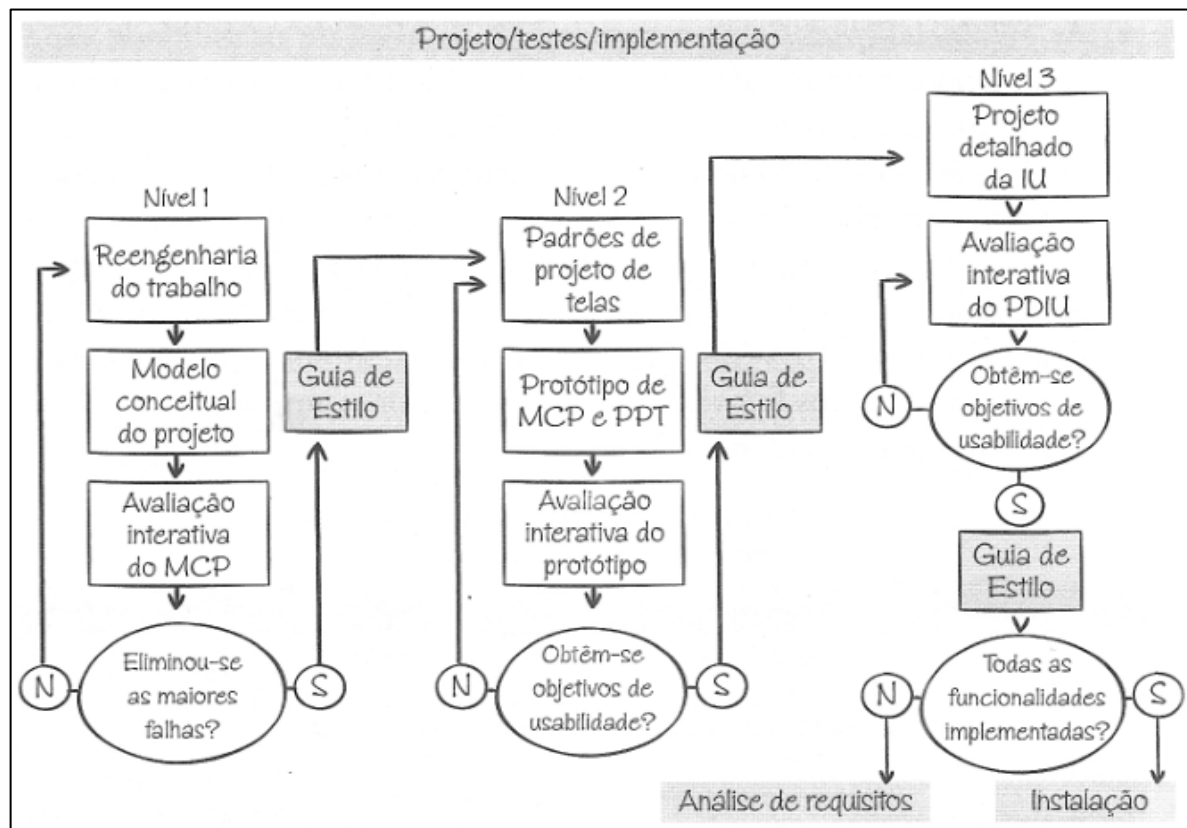 Projeto/testes/implementação
Nível 1
Reengenharia
do trabalho
Modelo
conceitual
do projeto
Avaliação
interativa
do MCP
Eliminou-se
as maiores
falhas?
N
S
Guia de
Estilo
Nível 2
Padrões de
projeto de
telas
Protótipo de
MCP e PPT
Avaliação
interativa do
protótipo
Obtêm-se
objetivos de
usabilidade?
N
S
Guia de
Estilo
Nível 3
Projeto
detalhado
da IU
Avaliação
interativa
do PDIU
Obtêm-se
objetivos de
usabilidade?
N
S
Guia de
Estilo
Todas as
funcionalidades
implementadas?
N
S
Análise de requisitos
Instalação